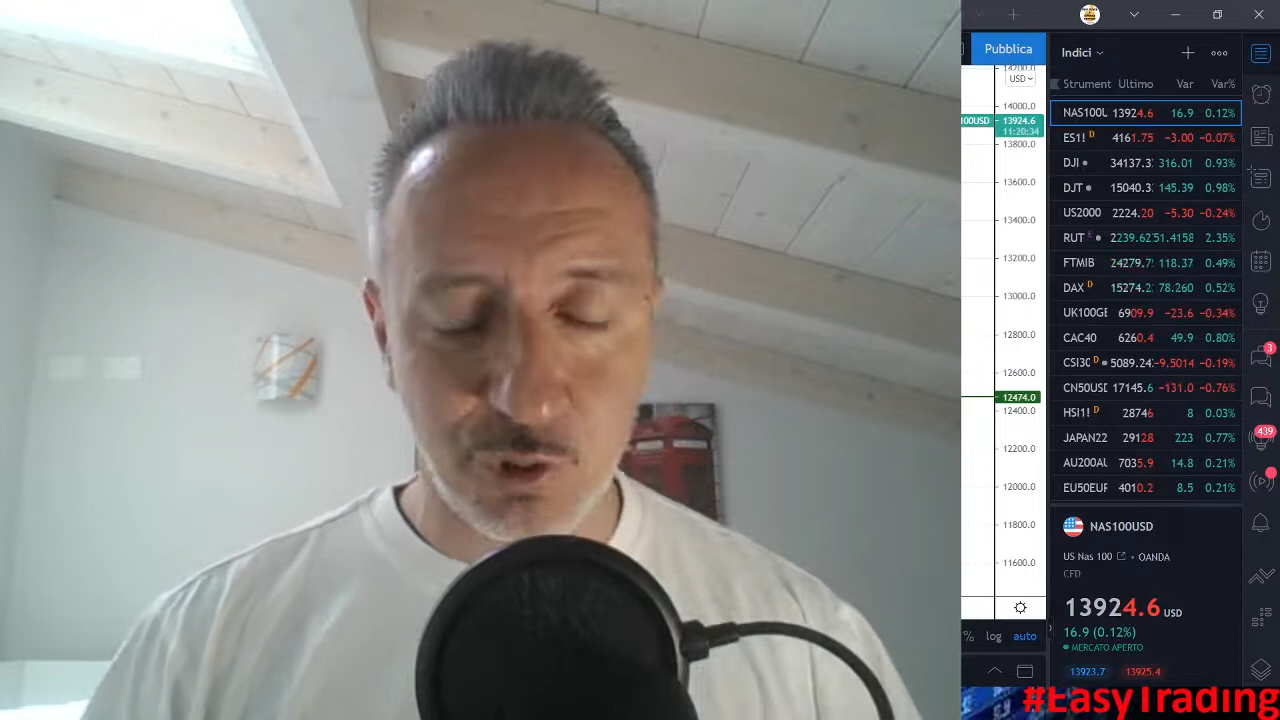 Pubblica
USD
14000.0
100USD 13924.6
11:20:34
13800.0
13600.0
13400.0
13200.0
13000.0
12800.0
12600.0
12474.0
12400.0
12200.0
12000.0
11800.0
11600.0
% log auto
Indici
Strument Ultimo Var Var%
NAS100U 13924.6 16.9 0.12%
ES1! D 4161.75 −3.00 −0.07%
DJI 34137.3 316.01 0.93%
DJT 15040.3 145.39 0.98%
US2000 2224.20 −5.30 −0.24%
RUT E 2239.62 51.4158 2.35%
FTMIB 24279.7 118.37 0.49%
DAX D 15274.2 78.260 0.52%
UK100GE 6909.9 −23.6 −0.34%
CAC40 6260.4 49.9 0.80%
CSI3C D 5089.24 −9.5014 −0.19%
CN50USD 17145.6 −131.0 −0.76%
HSI1! D 28746 8 0.03%
JAPAN22 29128 223 0.77%
AU200AU 7035.9 14.8 0.21%
EU50EUR 4010.2 8.5 0.21%
3
439
NAS100USD
US Nas 100 • OANDA
CFD
13924.6 USD
16.9 (0.12%)
MERCATO APERTO
13923.7 13925.4
#EasyTrading